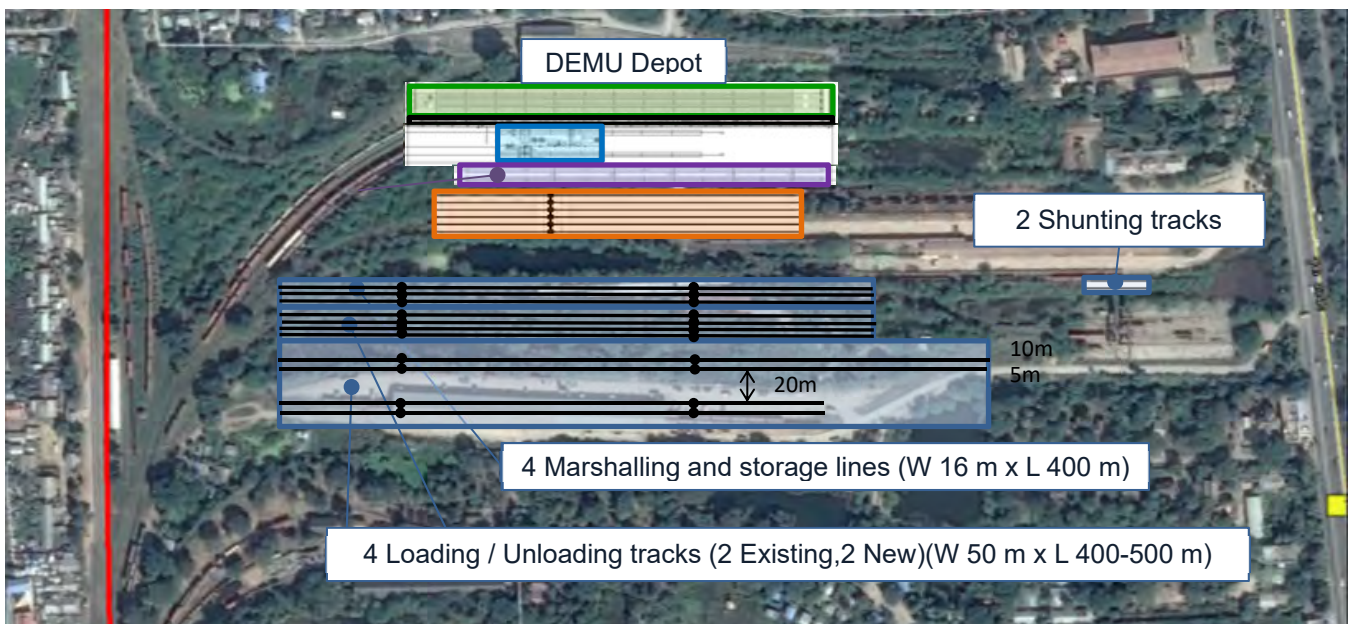 DEMU Depot
2 Shunting tracks
10m
5m
20m
4 Marshalling and storage lines (W 16 m x L 400 m)
4 Loading / Unloading tracks (2 Existing,2 New)(W 50 m x L 400-500 m)